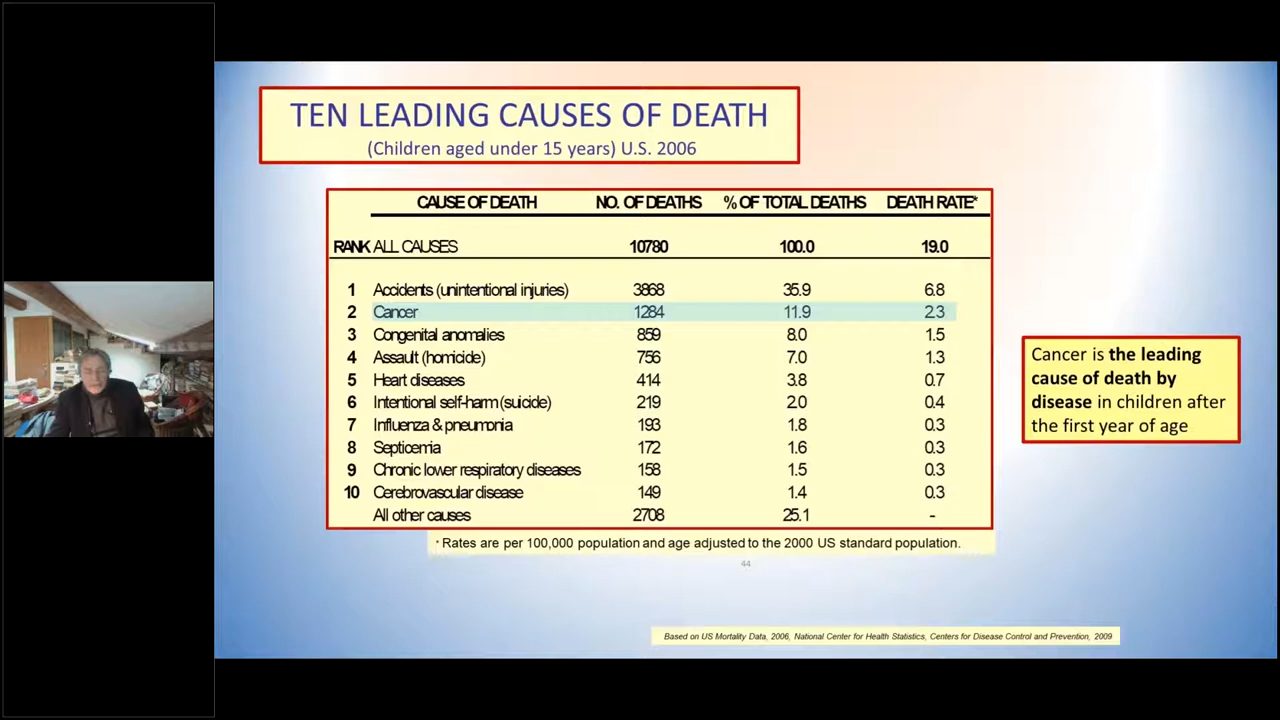 TEN LEADING CAUSES OF DEATH
(Children aged under 15 years) U.S. 2006
CAUSE OF DEATH NO. OF DEATHS % OF TOTAL DEATHS DEATH RATE*
RANK ALL CAUSES 10780 100.0 19.0
1 Accidents (unintentional injuries) 3868 35.9 6.8
2 Cancer 1284 11.9 2.3
3 Congenital anomalies 859 8.0 1.5
4 Assault (homicide) 756 7.0 1.3
5 Heart diseases 414 3.8 0.7
6 Intentional self-harm (suicide) 219 2.0 0.4
7 Influenza & pneumonia 193 1.8 0.3
8 Septicemia 172 1.6 0.3
9 Chronic lower respiratory diseases 158 1.5 0.3
10 Cerebrovascular disease 149 1.4 0.3
All other causes 2708 25.1 -
* Rates are per 100,000 population and age adjusted to the 2000 US standard population.
44
Cancer is the leading
cause of death by
disease in children after
the first year of age
Based on US Mortality Data, 2006, National Center for Health Statistics, Centers for Disease Control and Prevention, 2009